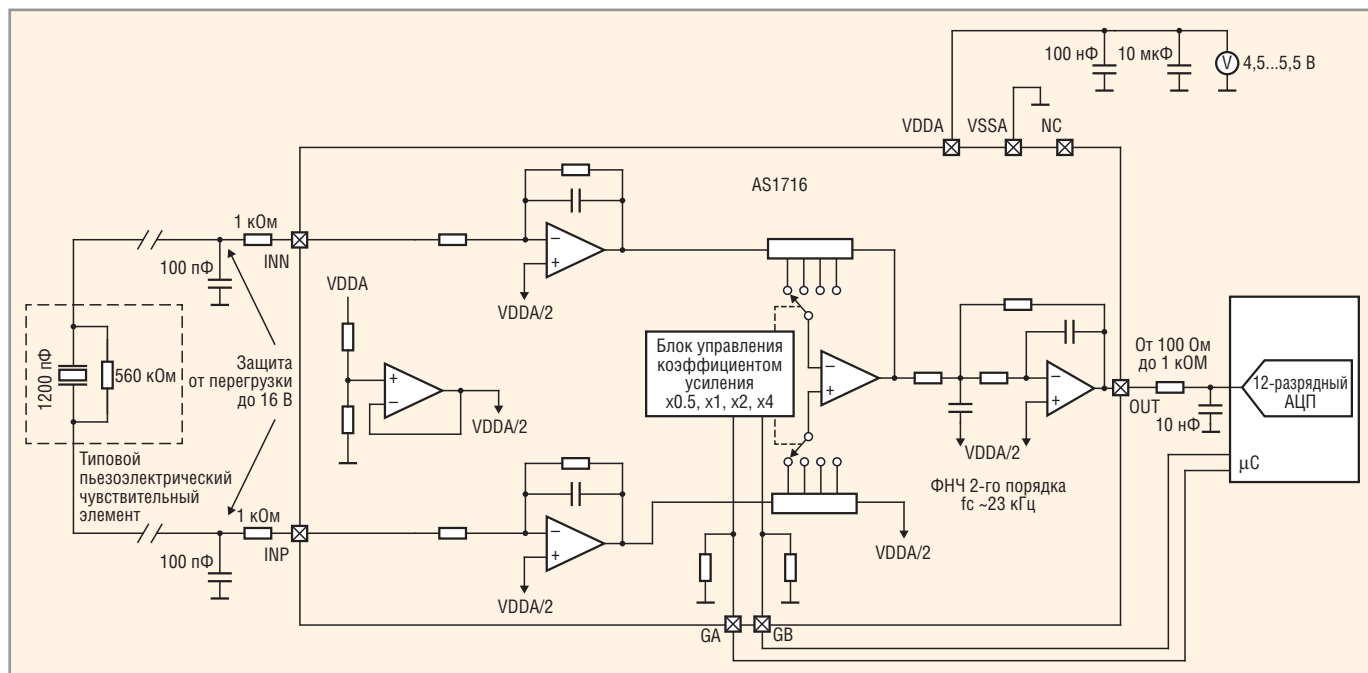 100 нФ
10 мкФ
V
4,5...5,5 В
VDDA
VSSA
NC
AS1716
1 кОм
INN
100 пФ
–
+
VDDA/2
VDDA
+
–
VDDA/2
1200 пФ
560 кОм
Защита
от перегрузки
до 16 В
Типовой
пьезоэлектрический
чувствительный
элемент
Блок управления
коэффициентом
усиления
x0.5, x1, x2, x4
–
+
–
+
VDDA/2
VDDA/2
ФНЧ 2-го порядка
fc ~23 кГц
OUT
От 100 Ом
до 1 кОМ
10 нФ
12-разрядный
АЦП
μC
1 кОм
INP
100 пФ
–
+
VDDA/2
VDDA/2
GA
GB